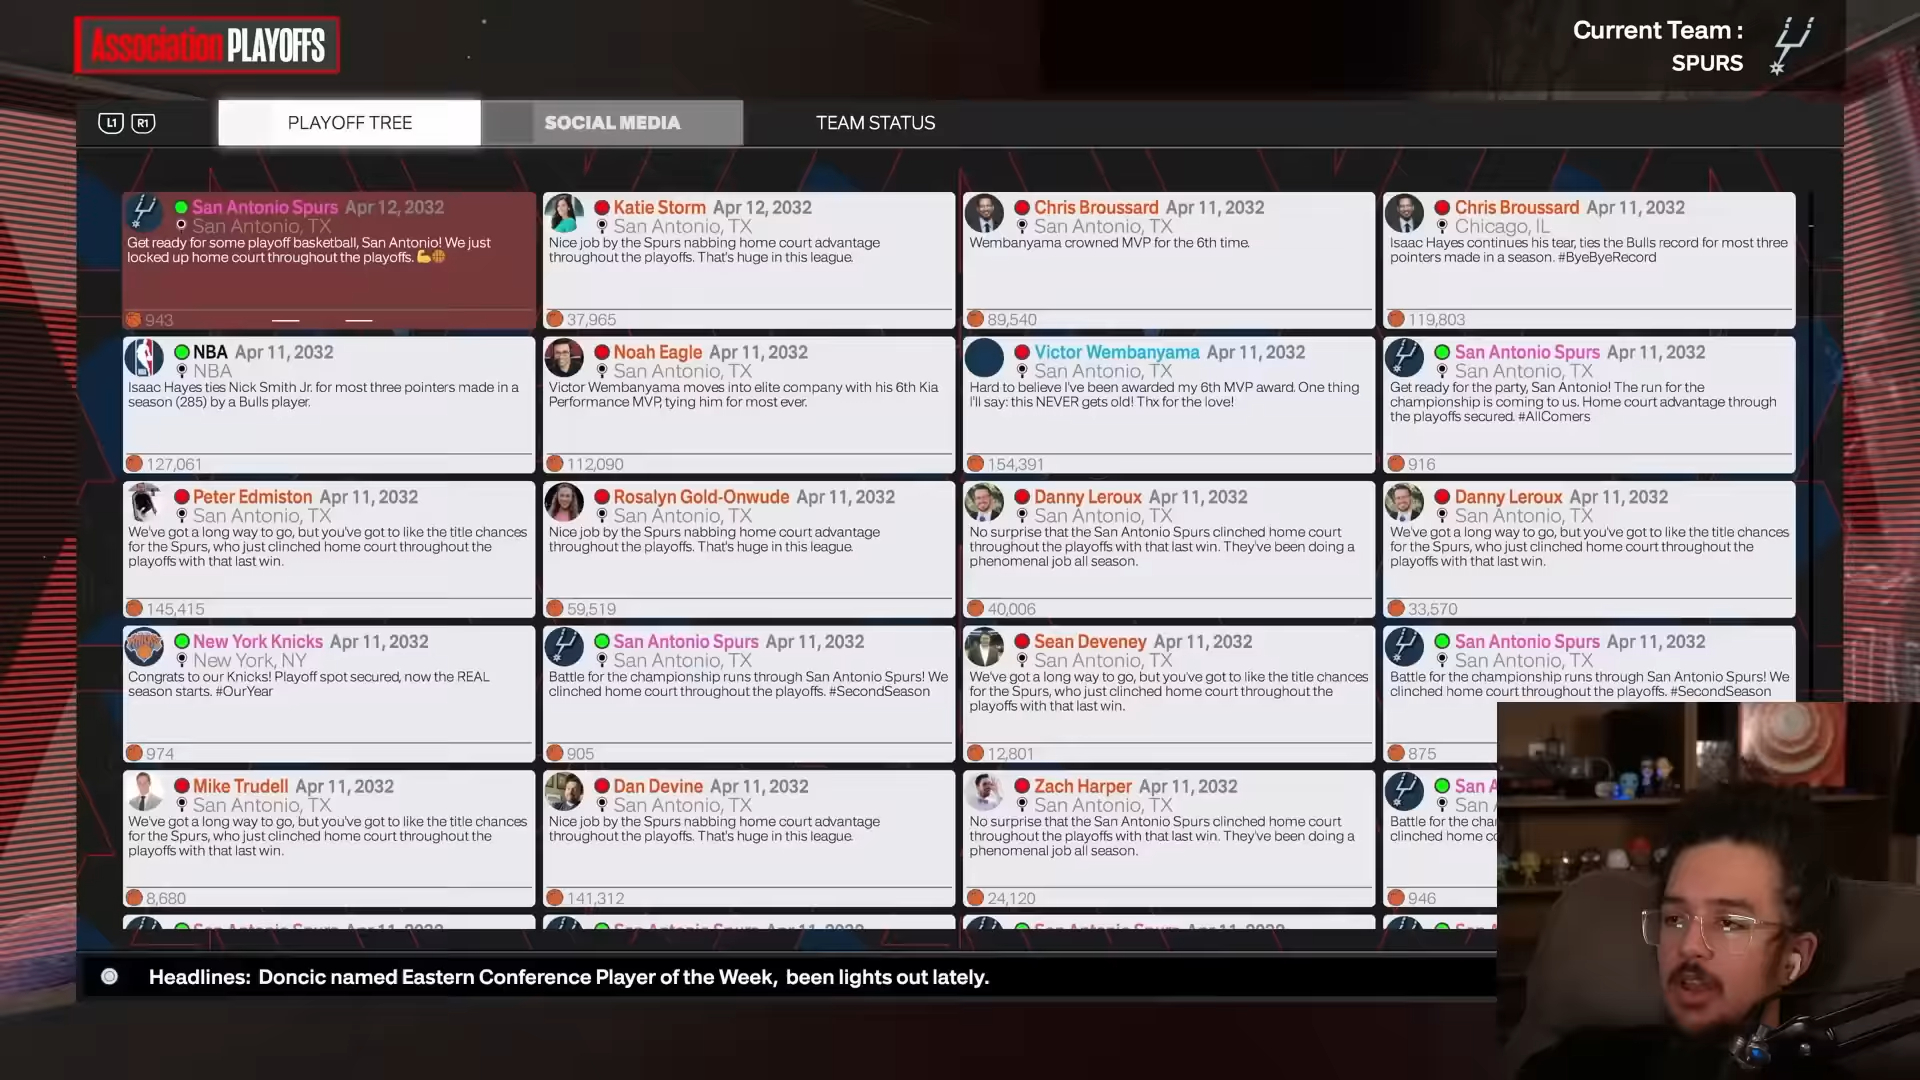 Association PLAYOFFS
Current Team :
SPURS
L1 R1
PLAYOFF TREE
SOCIAL MEDIA
TEAM STATUS
San Antonio Spurs Apr 12, 2032
San Antonio, TX
Get ready for some playoff basketball, San Antonio! We just
locked up home court throughout the playoffs. 💪🏀
943
Katie Storm Apr 12, 2032
San Antonio, TX
Nice job by the Spurs nabbing home court advantage
throughout the playoffs. That's huge in this league.
37,965
Chris Broussard Apr 11, 2032
San Antonio, TX
Wembanyama crowned MVP for the 6th time.
89,540
Chris Broussard Apr 11, 2032
Chicago, IL
Isaac Hayes continues his tear, ties the Bulls record for most three
pointers made in a season. #ByeByeRecord
119,803
NBA Apr 11, 2032
NBA
Isaac Hayes ties Nick Smith Jr. for most three pointers made in a
season (285) by a Bulls player.
127,061
Noah Eagle Apr 11, 2032
San Antonio, TX
Victor Wembanyama moves into elite company with his 6th Kia
Performance MVP, tying him for most ever.
112,090
Victor Wembanyama Apr 11, 2032
San Antonio, TX
Hard to believe I've been awarded my 6th MVP award. One thing
I'll say: this NEVER gets old! Thx for the love!
154,391
San Antonio Spurs Apr 11, 2032
San Antonio, TX
Get ready for the party, San Antonio! The run for the
championship is coming to us. Home court advantage through
the playoffs secured. #AllComers
916
Peter Edmiston Apr 11, 2032
San Antonio, TX
We've got a long way to go, but you've got to like the title chances
for the Spurs, who just clinched home court throughout the
playoffs with that last win.
145,415
Rosalyn Gold-Onwude Apr 11, 2032
San Antonio, TX
Nice job by the Spurs nabbing home court advantage
throughout the playoffs. That's huge in this league.
59,519
Danny Leroux Apr 11, 2032
San Antonio, TX
No surprise that the San Antonio Spurs clinched home court
throughout the playoffs with that last win. They've been doing a
phenomenal job all season.
40,006
Danny Leroux Apr 11, 2032
San Antonio, TX
We've got a long way to go, but you've got to like the title chances
for the Spurs, who just clinched home court throughout the
playoffs with that last win.
33,570
New York Knicks Apr 11, 2032
New York, NY
Congrats to our Knicks! Playoff spot secured, now the REAL
season starts. #OurYear
974
San Antonio Spurs Apr 11, 2032
San Antonio, TX
Battle for the championship runs through San Antonio Spurs! We
clinched home court throughout the playoffs. #SecondSeason
905
Sean Deveney Apr 11, 2032
San Antonio, TX
We've got a long way to go, but you've got to like the title chances
for the Spurs, who just clinched home court throughout the
playoffs with that last win.
12,801
San Antonio Spurs Apr 11, 2032
San Antonio, TX
Battle for the championship runs through San Antonio Spurs! We
clinched home court throughout the playoffs. #SecondSeason
875
Mike Trudell Apr 11, 2032
San Antonio, TX
We've got a long way to go, but you've got to like the title chances
for the Spurs, who just clinched home court throughout the
playoffs with that last win.
8,680
Dan Devine Apr 11, 2032
San Antonio, TX
Nice job by the Spurs nabbing home court advantage
throughout the playoffs. That's huge in this league.
141,312
Zach Harper Apr 11, 2032
San Antonio, TX
No surprise that the San Antonio Spurs clinched home court
throughout the playoffs with that last win. They've been doing a
phenomenal job all season.
24,120
San A
San
Battle for the cha
clinched home c
946
San Antonio Spurs Apr 11, 2032
San Antonio Spurs Apr 11, 2032
San Antonio Spurs Apr 11, 2032
San A
Headlines: Doncic named Eastern Conference Player of the Week, been lights out lately.